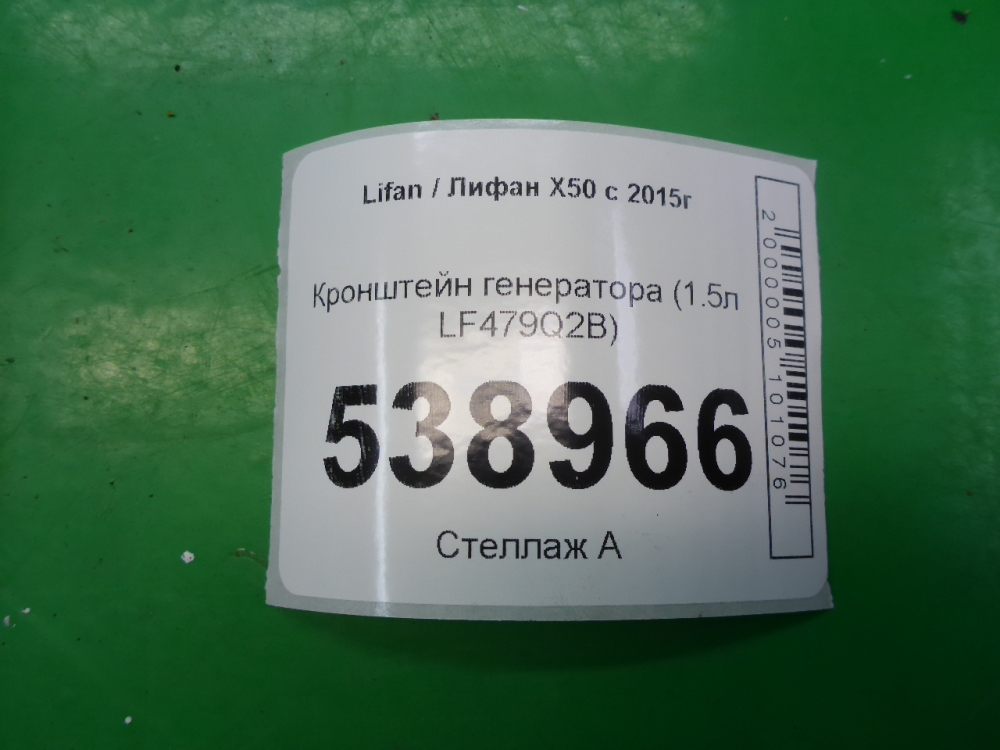 Lifan / Лифан X50 с 2015г
Кронштейн генератора (1.5л
LF479Q2B)
538966
Стеллаж А
2000005101076